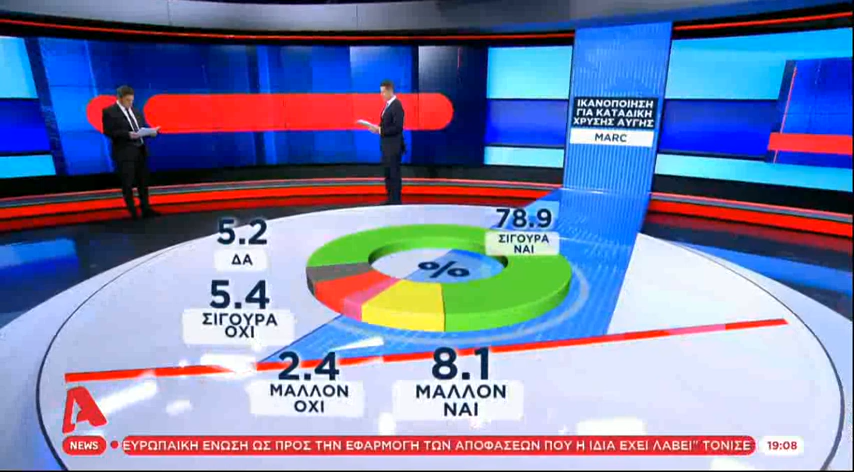 ΙΚΑΝΟΠΟΙΗΣΗ
ΓΙΑ ΚΑΤΑΔΙΚΗ
ΧΡΥΣΗΣ ΑΥΓΗΣ
MARC
78.9
ΣΙΓΟΥΡΑ
ΝΑΙ
%
5.2
ΔΑ
5.4
ΣΙΓΟΥΡΑ
ΟΧΙ
2.4
ΜΑΛΛΟΝ
ΟΧΙ
8.1
ΜΑΛΛΟΝ
ΝΑΙ
A
NEWS ΕΥΡΩΠΑΙΚΗ ΕΝΩΣΗ ΩΣ ΠΡΟΣ ΤΗΝ ΕΦΑΡΜΟΓΗ ΤΩΝ ΑΠΟΦΑΣΕΩΝ ΠΟΥ Η ΙΔΙΑ ΕΧΕΙ ΛΑΒΕΙ" ΤΟΝΙΣΕ 19:08